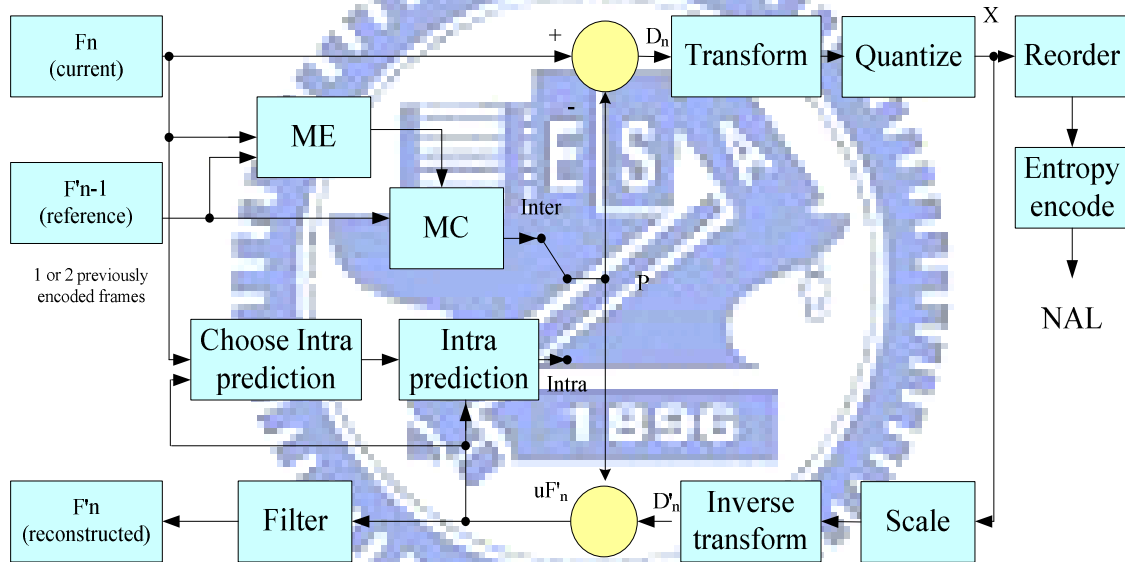 Fn
(current)
+
Dn
Transform
Quantize
X
Reorder
-
ME
ESA
F'n-1
(reference)
MC
Inter
Entropy
encode
1 or 2 previously
encoded frames
P
NAL
Choose Intra
prediction
Intra
prediction
Intra
1896
F'n
(reconstructed)
Filter
uF'n
D'n
Inverse
transform
Scale